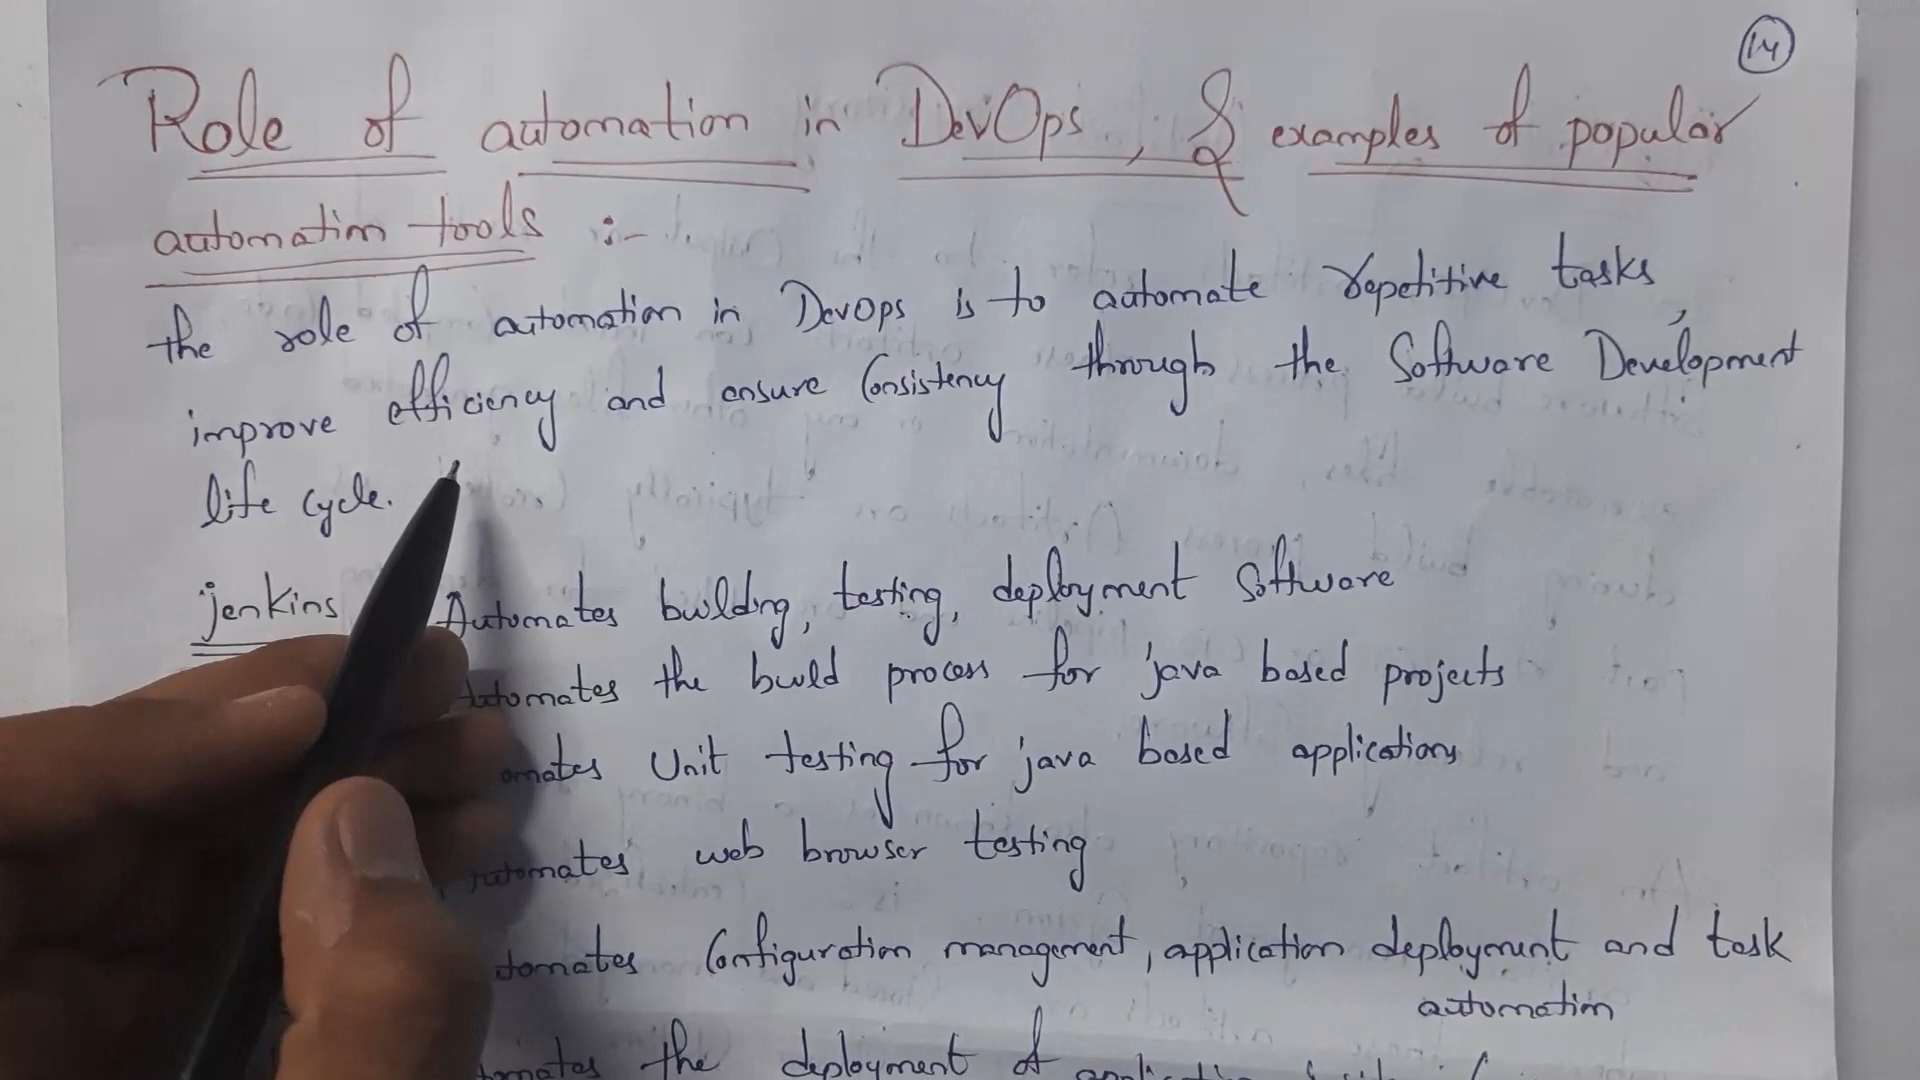 14
Role of automation in DevOps, & examples of popular
automation tools :-
the role of automation in DevOps is to automate repetitive tasks,
improve efficiency and ensure Consistency through the Software Development
life cycle.
jenkins Automates building, testing, deployment Software
the build process for java based projects
Unit testing for java based applications
web browser testing
Configuration management, application deployment and task
automation
the deployment of